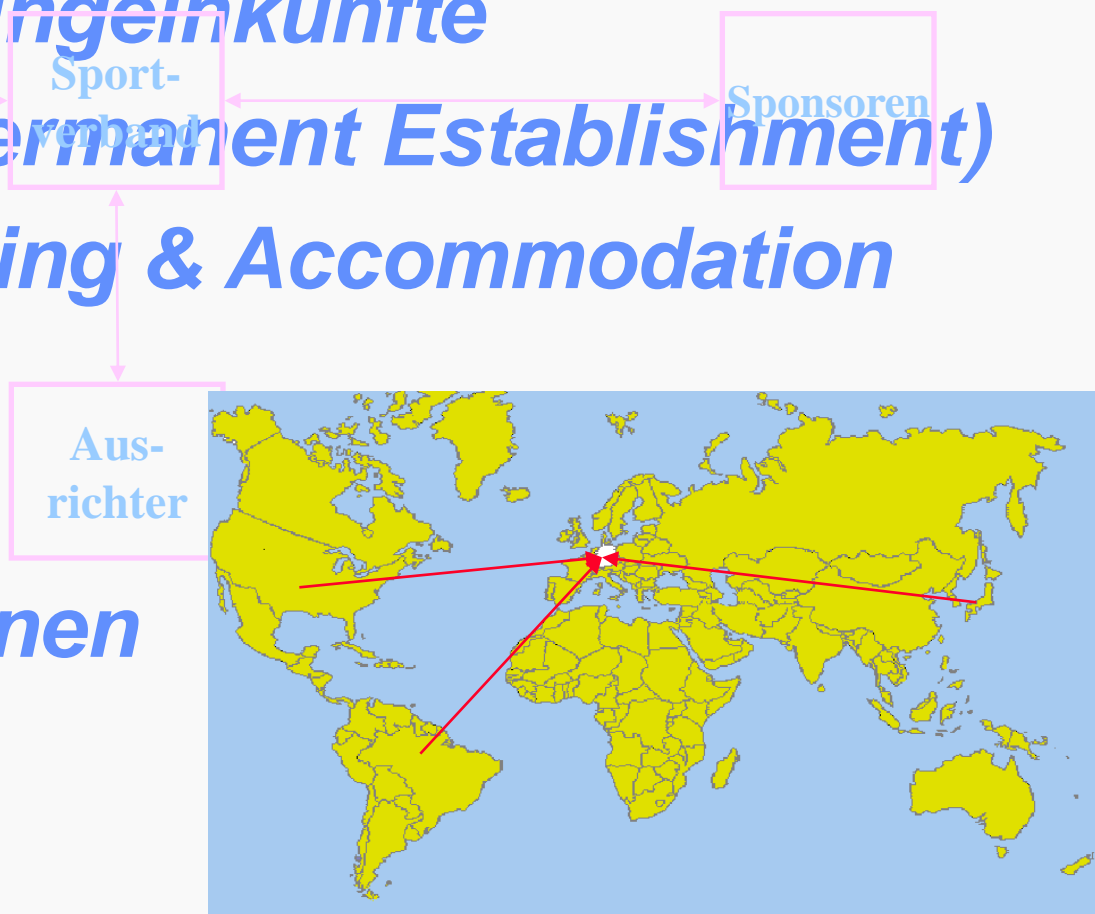 ngeinkünfte
Sport-
verband
Sponsoren
ermanent Establishment)
ing & Accommodation
Aus-
richter
nen